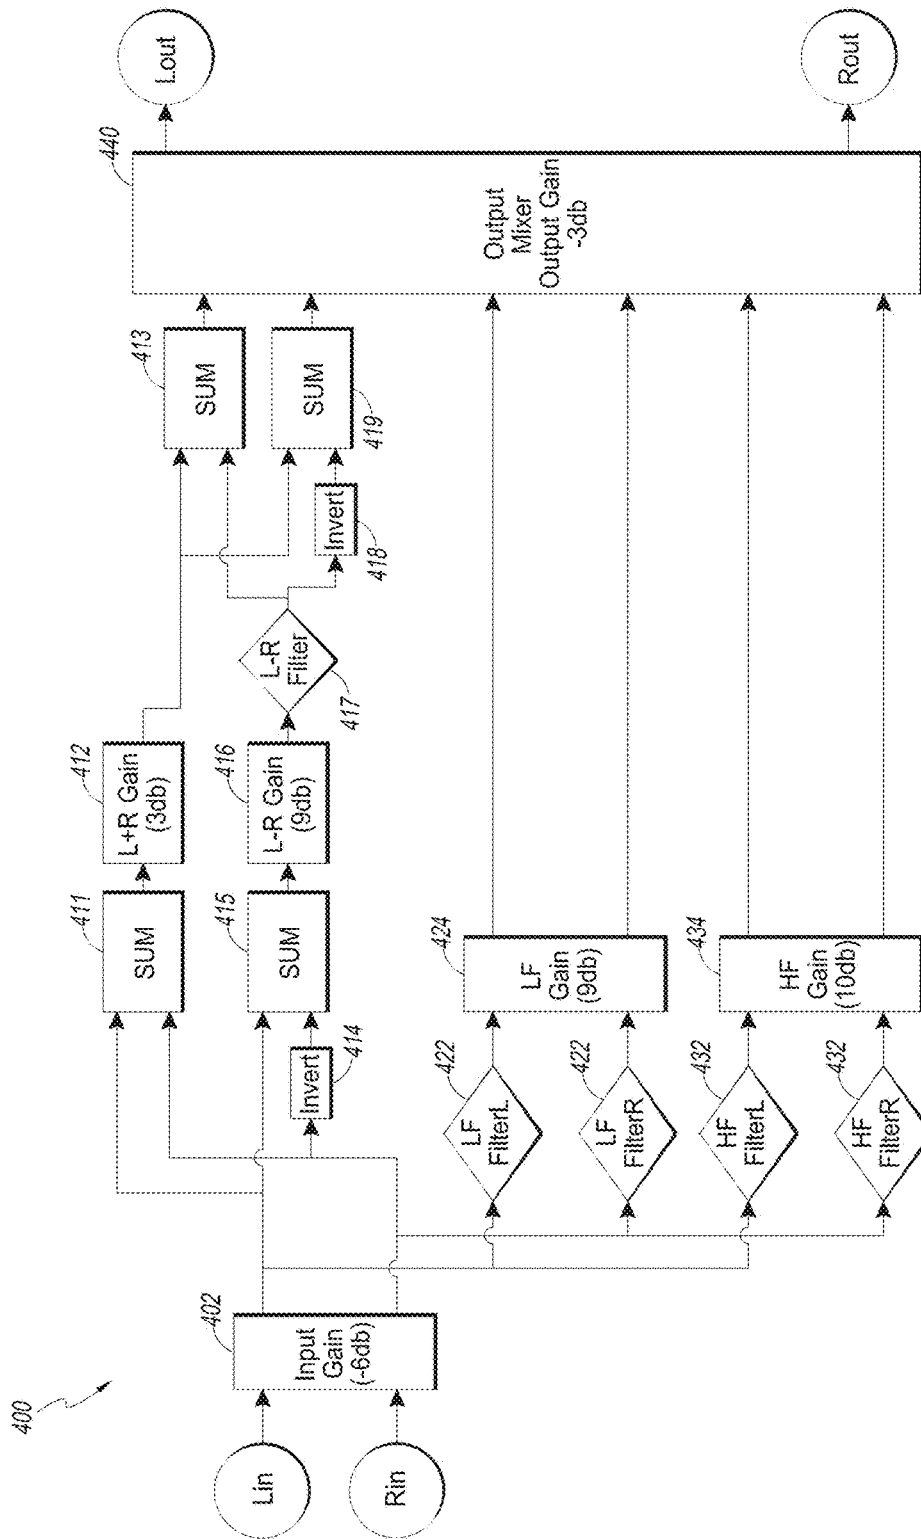 400
Lin
Rin
402
Input
Gain
(-6db)
411
SUM
412
L+R Gain
(3db)
413
SUM
414
Invert
415
SUM
416
L-R Gain
(9db)
417
L-R
Filter
418
Invert
419
SUM
422
LF
FilterL
422
LF
FilterR
424
LF
Gain
(9db)
432
HF
FilterL
432
HF
FilterR
434
HF
Gain
(10db)
440
Output
Mixer
Output Gain
-3db
Lout
Rout